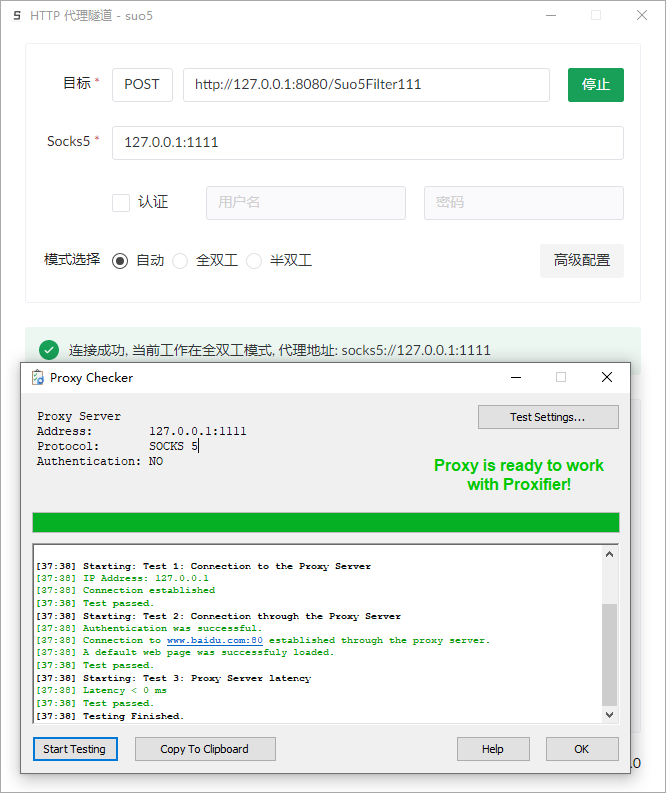 HTTP 代理隧道 - suo5
目标 * POST http://127.0.0.1:8080/Suo5Filter111 停止
Socks5 * 127.0.0.1:1111
认证 用户名 密码
模式选择 自动 全双工 半双工 高级配置
连接成功, 当前工作在全双工模式, 代理地址: socks5://127.0.0.1:1111
Proxy Checker
Proxy Server
Address: 127.0.0.1:1111
Protocol: SOCKS 5
Authentication: NO
Test Settings...
Proxy is ready to work
with Proxifier!
[37:38] Starting: Test 1: Connection to the Proxy Server
[37:38] IP Address: 127.0.0.1
[37:38] Connection established
[37:38] Test passed.
[37:38] Starting: Test 2: Connection through the Proxy Server
[37:38] Authentication was successful.
[37:38] Connection to www.baidu.com:80 established through the proxy server.
[37:38] A default web page was successfuly loaded.
[37:38] Test passed.
[37:38] Starting: Test 3: Proxy Server latency
[37:38] Latency < 0 ms
[37:38] Test passed.
[37:38] Testing Finished.
Start Testing Copy To Clipboard Help OK
.0